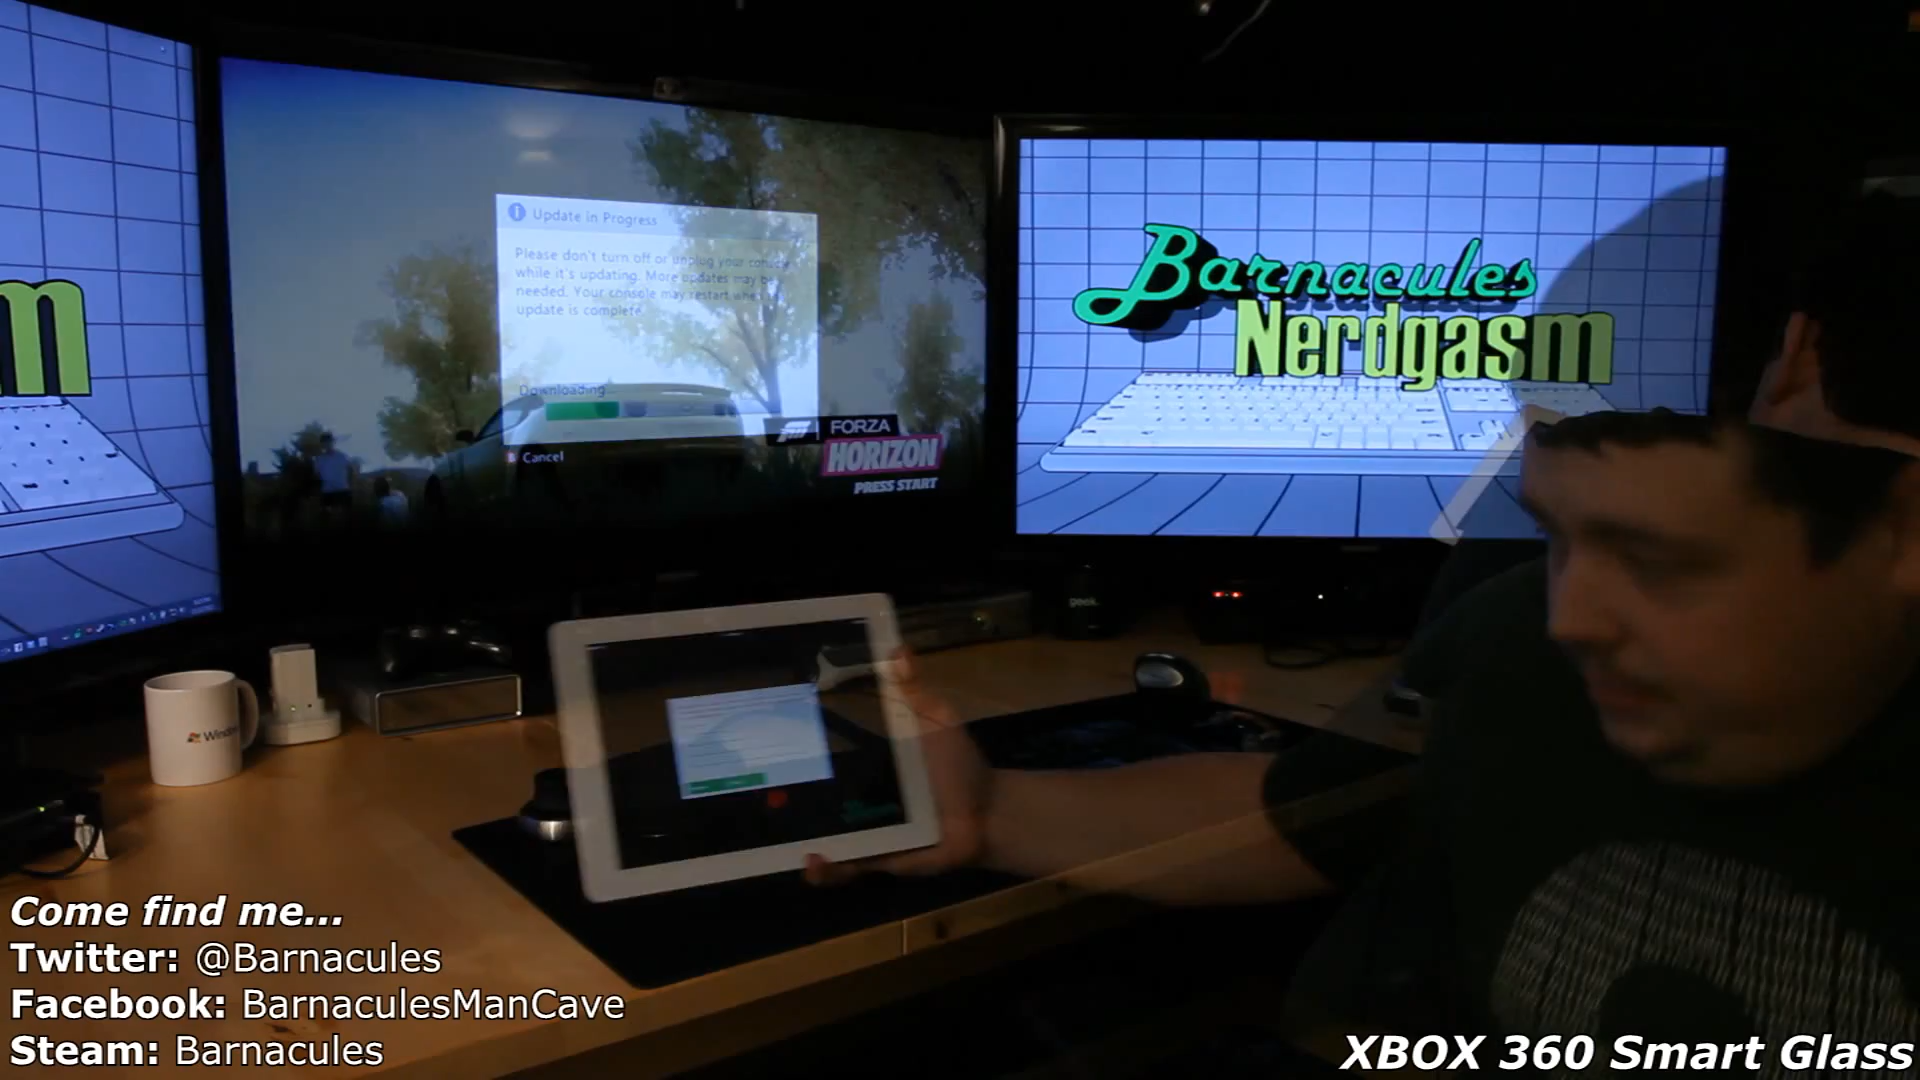 Update in Progress
Please don't turn off or unplug your console
while it's updating. More updates may be
needed. Your console may restart when
update is complete.
Downloading...
Cancel
FORZA
HORIZON
PRESS START
Barnacules
Nerdgasm
m
Windows
Come find me...
Twitter: @Barnacules
Facebook: BarnaculesManCave
Steam: Barnacules
XBOX 360 Smart Glass